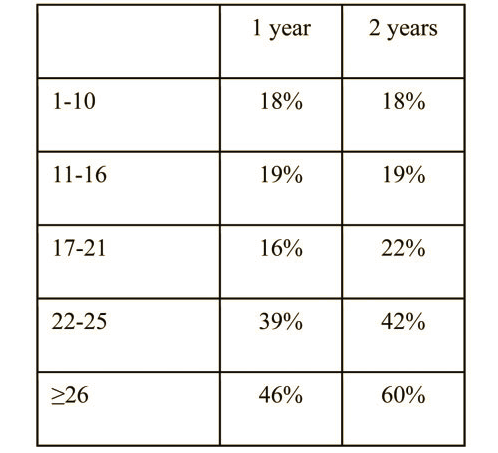 1 year 2 years
1-10 18% 18%
11-16 19% 19%
17-21 16% 22%
22-25 39% 42%
≥26 46% 60%